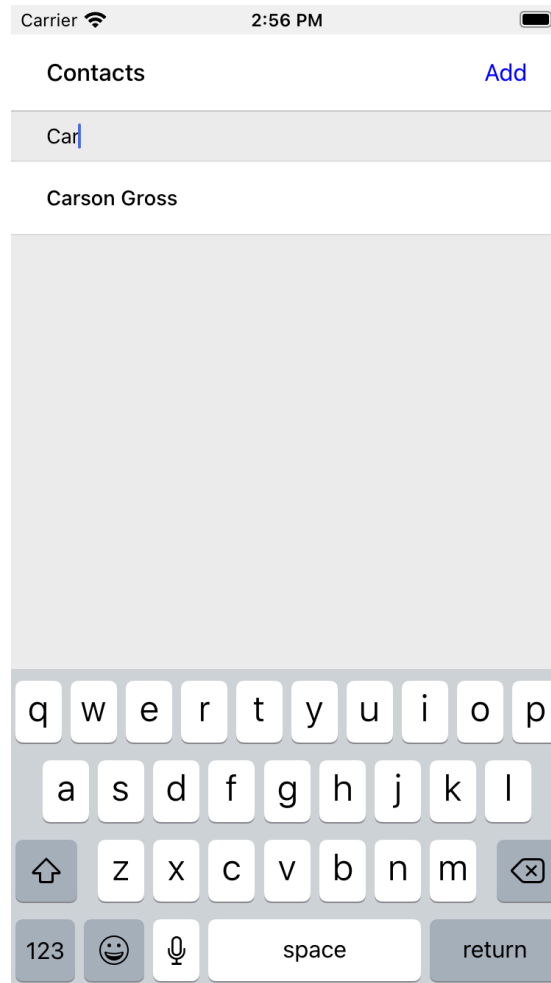 Carrier 2:56 PM
Contacts Add
Car
Carson Gross
q w e r t y u i o p
a s d f g h j k l
z x c v b n m
123 space return